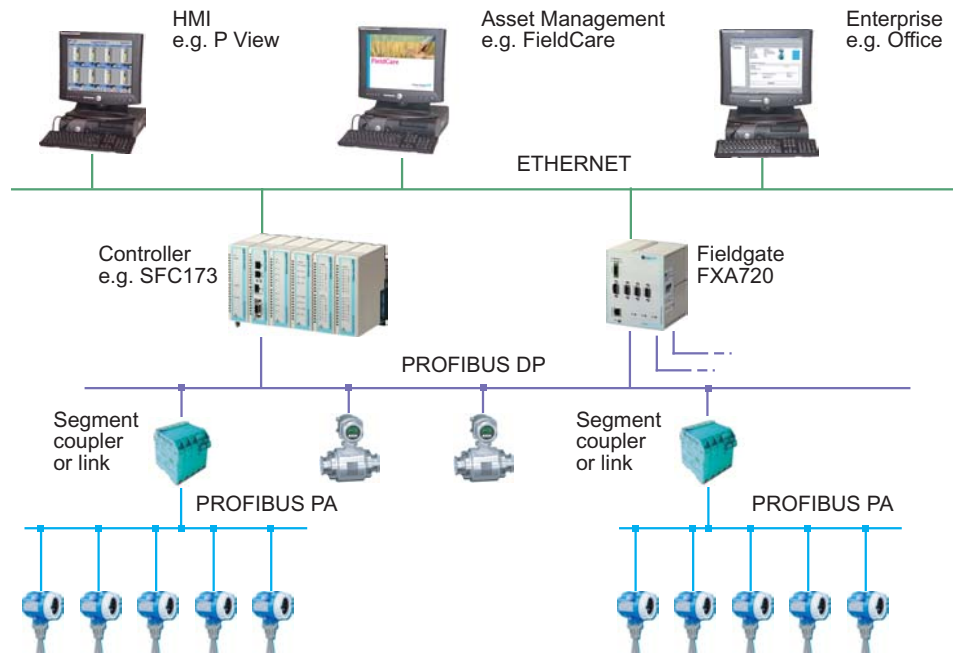 HMI
e.g. P View
Asset Management
e.g. FieldCare
Enterprise
e.g. Office
FieldCare
ETHERNET
Controller
e.g. SFC173
Fieldgate
FXA720
PROFIBUS DP
Segment
coupler
or link
Segment
coupler
or link
PROFIBUS PA
PROFIBUS PA